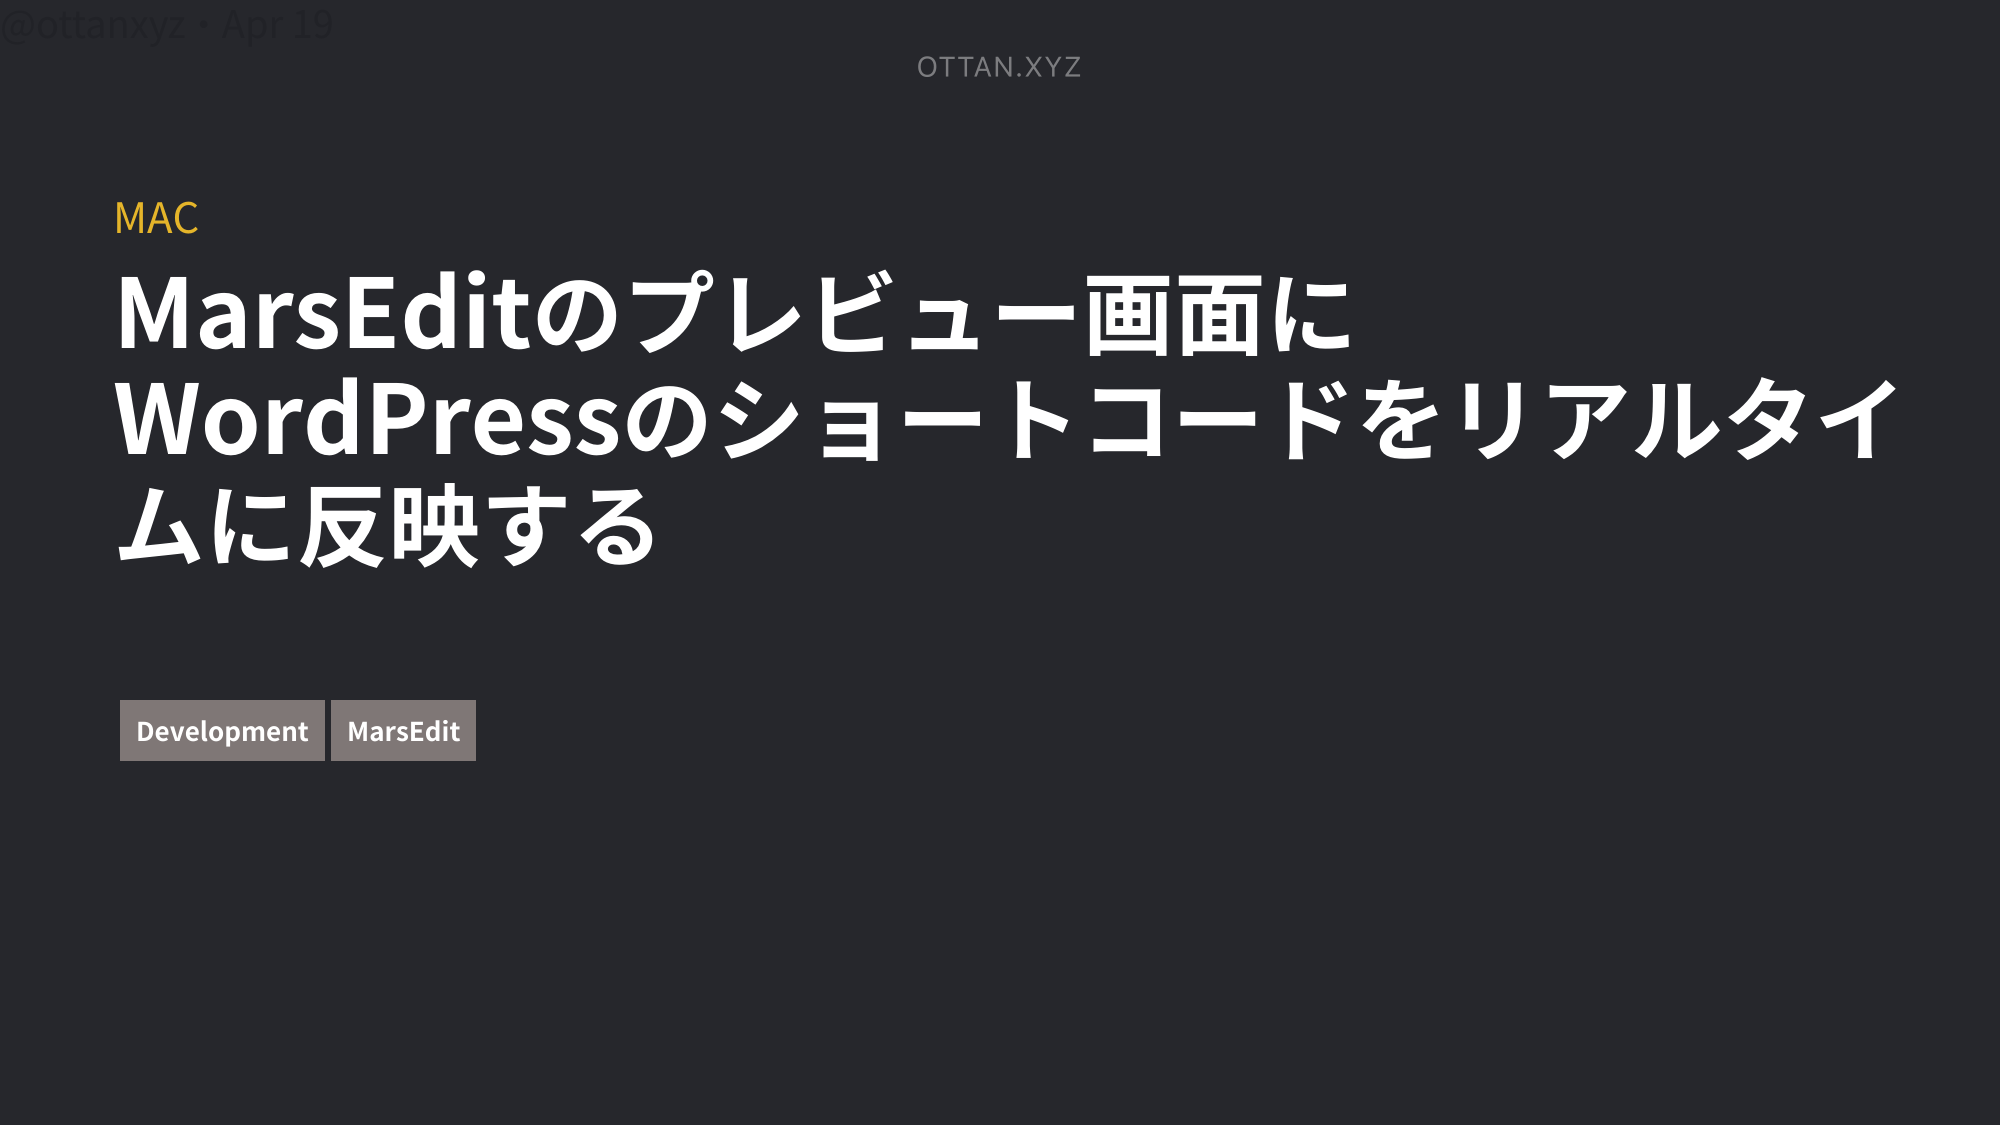 @ottanxyz・Apr 19
OTTAN.XYZ
MAC
MarsEditのプレビュー画面に
WordPressのショートコードをリアルタイ
ムに反映する
Development MarsEdit